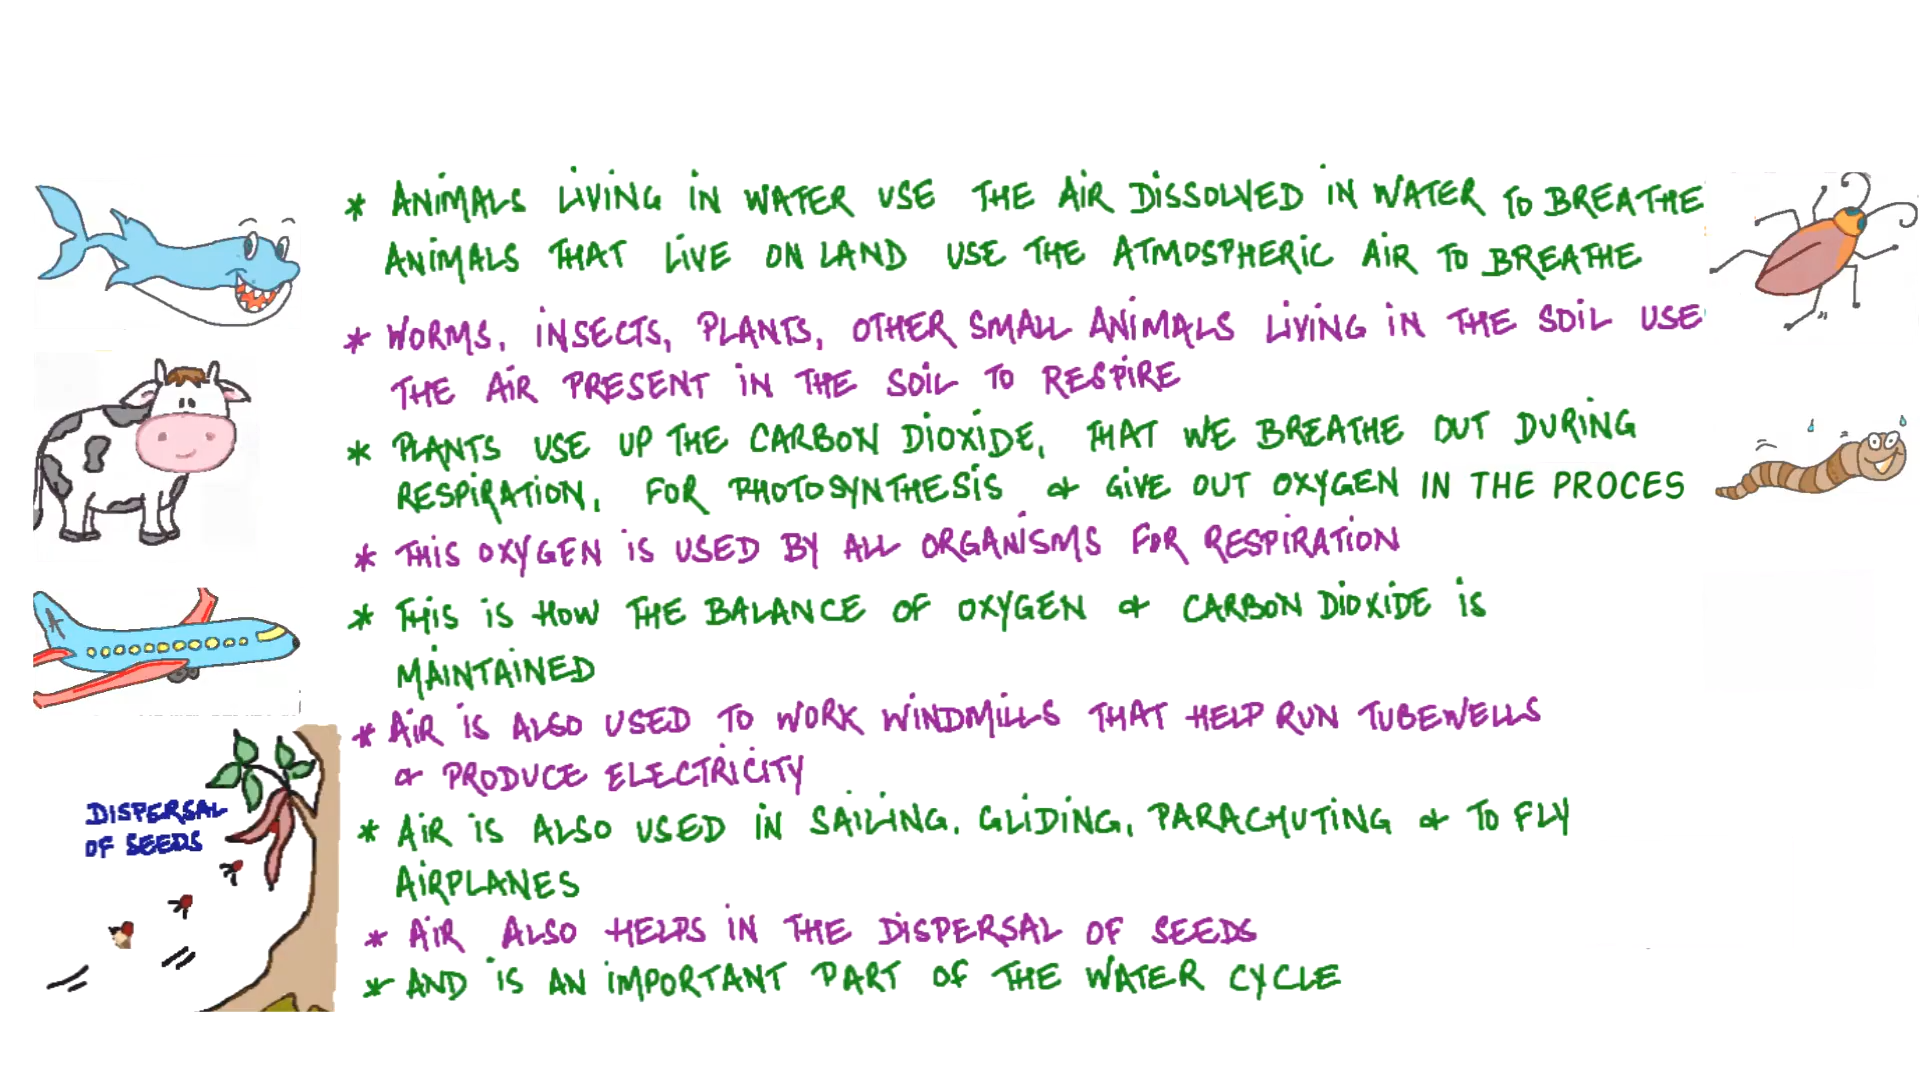 * ANIMALS LIVING IN WATER USE THE AIR DISSOLVED IN WATER TO BREATHE
ANIMALS THAT LIVE ON LAND USE THE ATMOSPHERIC AIR TO BREATHE
* WORMS, INSECTS, PLANTS, OTHER SMALL ANIMALS LIVING IN THE SOIL USE
THE AIR PRESENT IN THE SOIL TO RESPIRE
* PLANTS USE UP THE CARBON DIOXIDE, THAT WE BREATHE OUT DURING
RESPIRATION, FOR PHOTOSYNTHESIS & GIVE OUT OXYGEN IN THE PROCES
* THIS OXYGEN IS USED BY ALL ORGANISMS FOR RESPIRATION
* THIS IS HOW THE BALANCE OF OXYGEN & CARBON DIOXIDE IS
MAINTAINED
* AIR IS ALSO USED TO WORK WINDMILLS THAT HELP RUN TUBEWELLS
& PRODUCE ELECTRICITY
* AIR IS ALSO USED IN SAILING, GLIDING, PARACHUTING & TO FLY
AIRPLANES
* AIR ALSO HELPS IN THE DISPERSAL OF SEEDS
* AND IS AN IMPORTANT PART OF THE WATER CYCLE
DISPERSAL
OF SEEDS